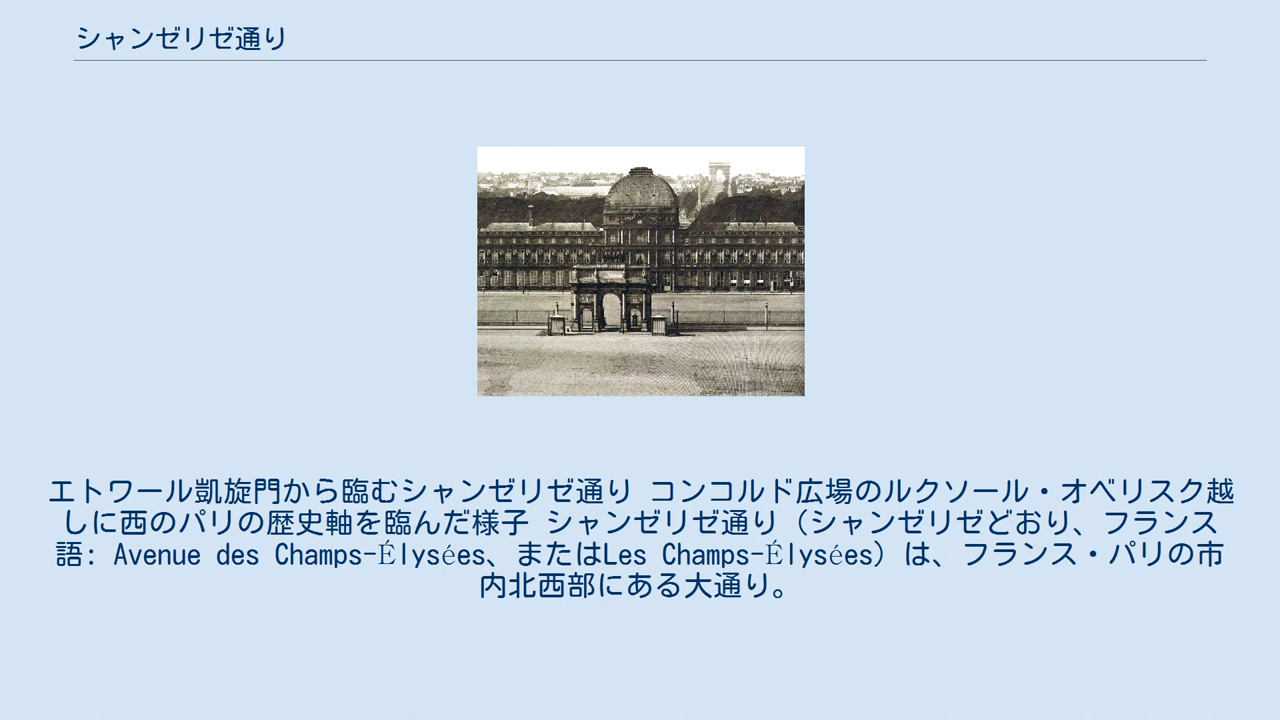 シャンゼリゼ通り
エトワール凱旋門から臨むシャンゼリゼ通り コンコルド広場のルクソール・オベリスク越
しに西のパリの歴史軸を臨んだ様子 シャンゼリゼ通り（シャンゼリゼどおり、フランス
語: Avenue des Champs-Élysées、またはLes Champs-Élysées）は、フランス・パリの市
内北西部にある大通り。